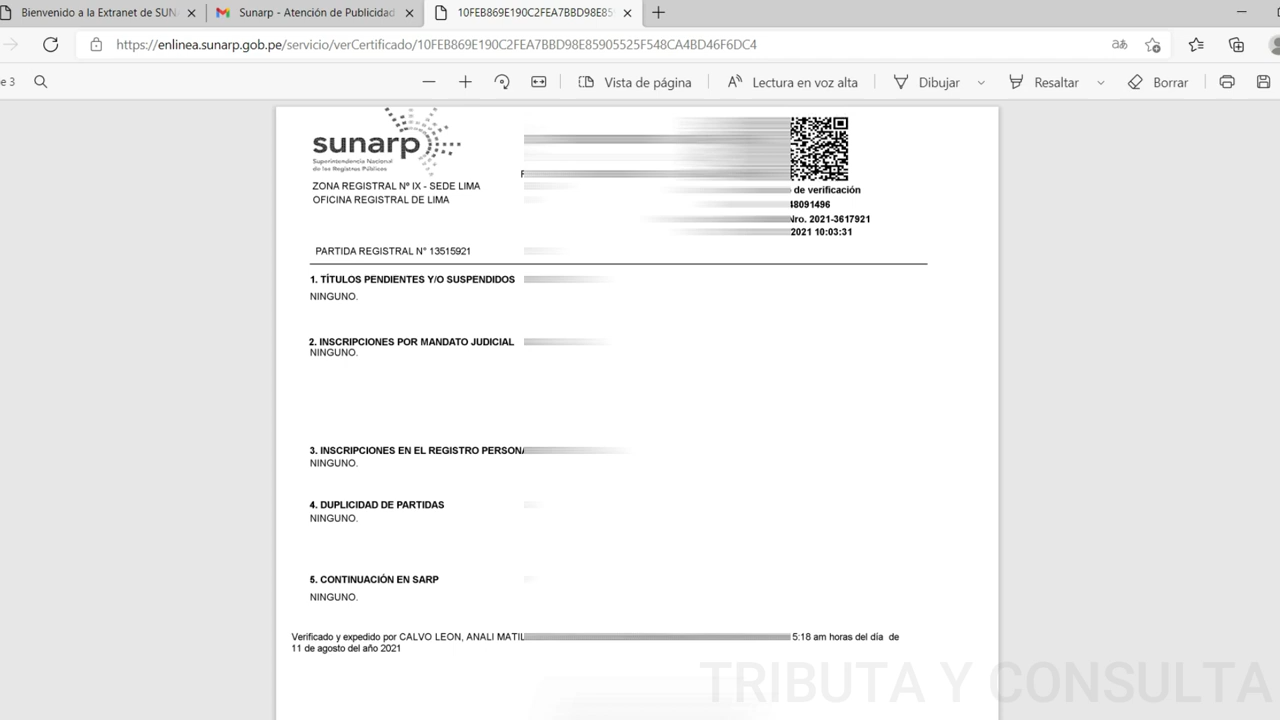 Bienvenido a la Extranet de SUN
Sunarp - Atención de Publicidad
10FEB869E190C2FEA7BBD98E85
https://enlinea.sunarp.gob.pe/servicio/verCertificado/10FEB869E190C2FEA7BBD98E85905525F548CA4BD46F6DC4
e 3
Vista de página
Lectura en voz alta
Dibujar
Resaltar
Borrar
sunarp
Superintendencia Nacional
de los Registros Públicos
ZONA REGISTRAL N° IX - SEDE LIMA
OFICINA REGISTRAL DE LIMA
de verificación
48091496
Nro. 2021-3617921
2021 10:03:31
PARTIDA REGISTRAL N° 13515921
1. TÍTULOS PENDIENTES Y/O SUSPENDIDOS
NINGUNO.
2. INSCRIPCIONES POR MANDATO JUDICIAL
NINGUNO.
3. INSCRIPCIONES EN EL REGISTRO PERSONA
NINGUNO.
4. DUPLICIDAD DE PARTIDAS
NINGUNO.
5. CONTINUACIÓN EN SARP
NINGUNO.
Verificado y expedido por CALVO LEON, ANALI MATIL 5:18 am horas del día de
11 de agosto del año 2021
TRIBUTA Y CONSULTA